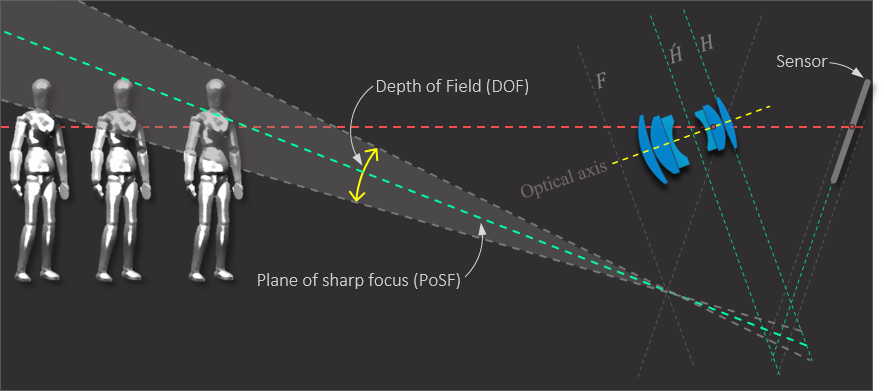 Sensor
H
Ḣ
F
Depth of Field (DOF)
Optical axis
Plane of sharp focus (PoSF)